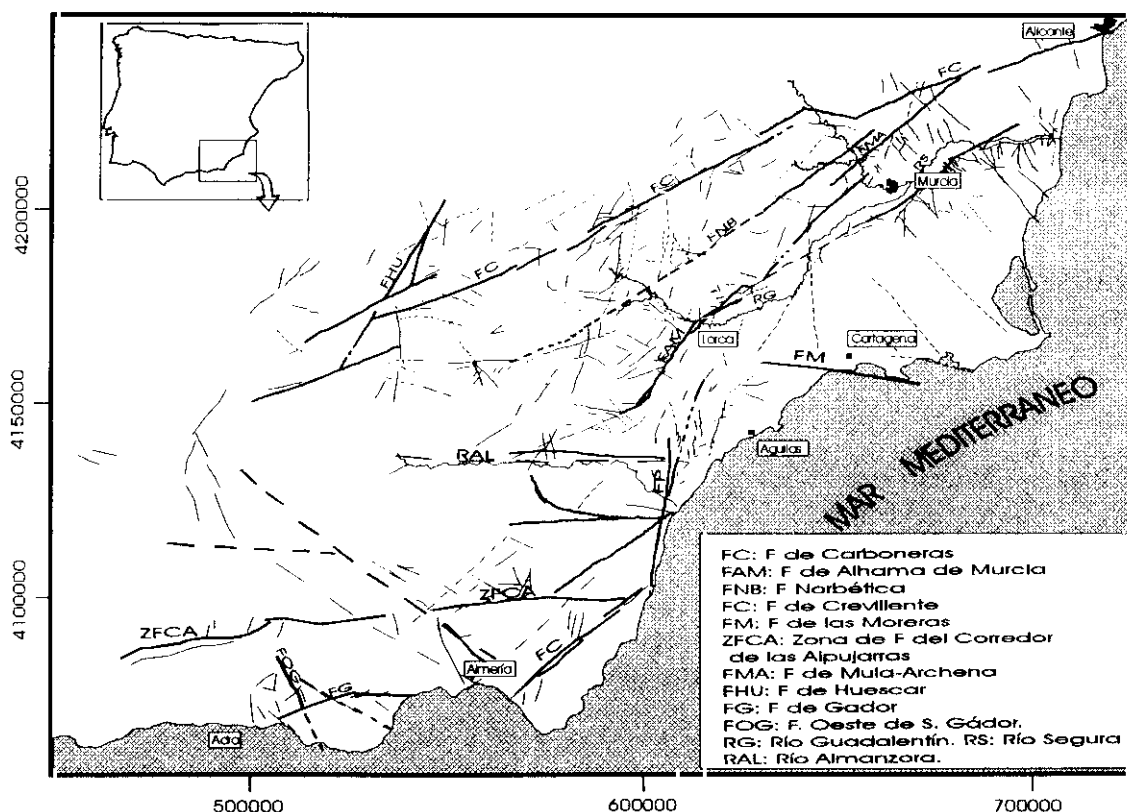 Alicante
FC
FMA
RS
Murcia
FC
FNB
FHU
FC
RG
Lorca
FAM
Cartagena
FM
Aguilas
RAL
MAR MEDITERRANEO
ZFCA
ZFCA
FC
Almería
FOG
FG
Adra
4200000
4150000
4100000
500000
600000
700000
FC: F de Carboneras
FAM: F de Alhama de Murcia
FNB: F Norbética
FC: F de Crevillente
FM: F de las Moreras
ZFCA: Zona de F del Corredor
de las Alpujarras
FMA: F de Mula-Archena
FHU: F de Huescar
FG: F de Gador
FOG: F. Oeste de S. Gádor.
RG: Río Guadalentín. RS: Río Segura
RAL: Río Almanzora.